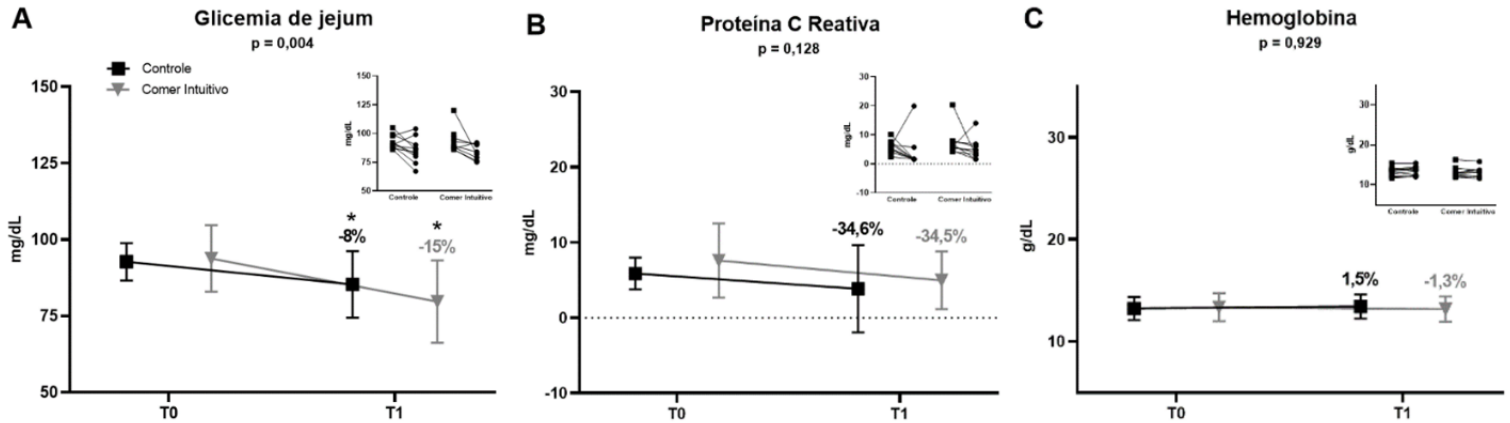 A
Glicemia de jejum
p = 0,004
Controle
Comer Intuitivo
mg/dL
150
125
100
75
50
T0
T1
*
-8%
*
-15%
mg/dL
150
125
100
75
50
Controle
Comer Intuitivo
B
Proteína C Reativa
p = 0,128
mg/dL
30
20
10
0
-10
T0
T1
-34,6%
-34,5%
mg/dL
30
20
10
0
-10
Controle
Comer Intuitivo
C
Hemoglobina
p = 0,929
g/dL
30
20
10
T0
T1
1,5%
-1,3%
g/dL
30
20
10
Controle
Comer Intuitivo